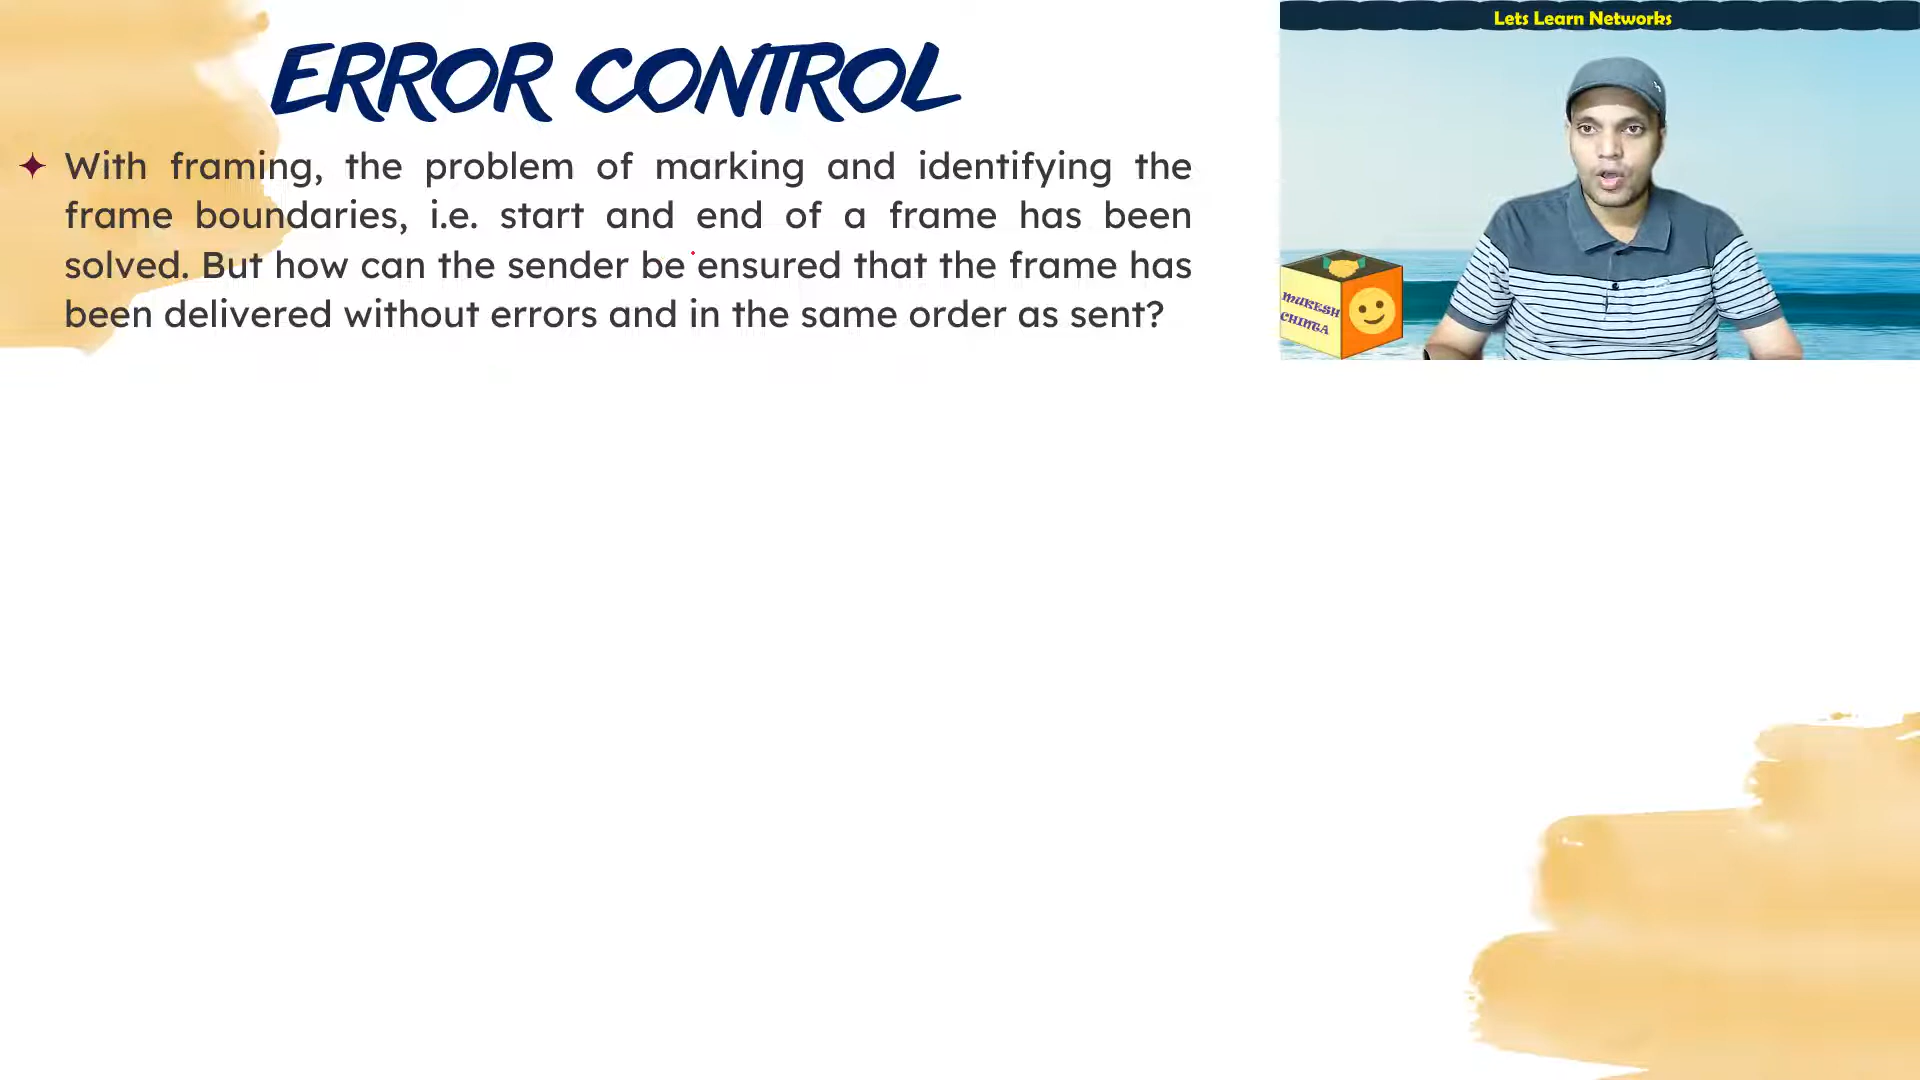 ERROR CONTROL
With framing, the problem of marking and identifying the
frame boundaries, i.e. start and end of a frame has been
solved. But how can the sender be ensured that the frame has
been delivered without errors and in the same order as sent?
Lets Learn Networks
MUKESH
CHINTA